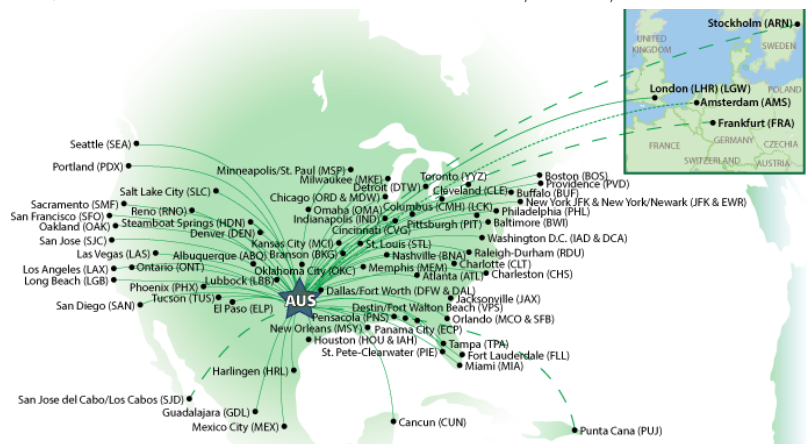 Stockholm (ARN)
UNITED
KINGDOM
SWEDEN
London (LHR) (LGW)
POLAND
Amsterdam (AMS)
Frankfurt (FRA)
GERMANY
FRANCE
CZECHIA
SWITZERLAND
AUSTRIA
Seattle (SEA)
Portland (PDX)
Minneapolis/St. Paul (MSP)
Milwaukee (MKE)
Toronto (YYZ)
Boston (BOS)
Detroit (DTW)
Providence (PVD)
Salt Lake City (SLC)
Cleveland (CLE)
Buffalo (BUF)
Chicago (ORD & MDW)
New York JFK & New York/Newark (JFK & EWR)
Sacramento (SMF)
Reno (RNO)
Omaha (OMA)
Columbus (CMH) (LCK)
Philadelphia (PHL)
San Francisco (SFO)
Indianapolis (IND)
Oakland (OAK)
Steamboat Springs (HDN)
Pittsburgh (PIT)
Baltimore (BWI)
Denver (DEN)
Cincinnati (CVG)
San Jose (SJC)
Kansas City (MCI)
St. Louis (STL)
Washington D.C. (IAD & DCA)
Las Vegas (LAS)
Albuquerque (ABQ)
Branson (BKG)
Nashville (BNA)
Raleigh-Durham (RDU)
Los Angeles (LAX)
Ontario (ONT)
Oklahoma City (OKC)
Memphis (MEM)
Charlotte (CLT)
Long Beach (LGB)
Lubbock (LBB)
Atlanta (ATL)
Charleston (CHS)
Phoenix (PHX)
Dallas/Fort Worth (DFW & DAL)
Tucson (TUS)
AUS
Jacksonville (JAX)
San Diego (SAN)
El Paso (ELP)
Destin/Fort Walton Beach (VPS)
Pensacola (PNS)
Orlando (MCO & SFB)
New Orleans (MSY)
Panama City (ECP)
Houston (HOU & IAH)
Tampa (TPA)
St. Pete-Clearwater (PIE)
Fort Lauderdale (FLL)
Miami (MIA)
Harlingen (HRL)
San Jose del Cabo/Los Cabos (SJD)
Guadalajara (GDL)
Mexico City (MEX)
Cancun (CUN)
Punta Cana (PUJ)